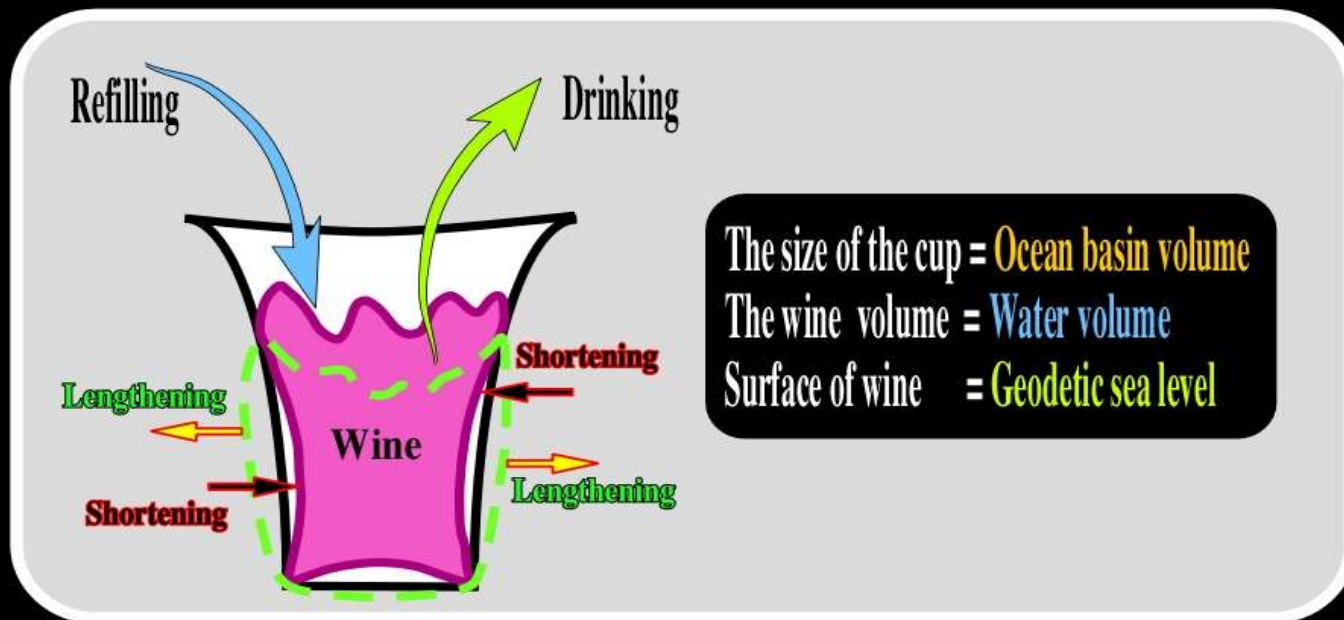 Refilling
Drinking
Shortening
Lengthening
Wine
Lengthening
Shortening
The size of the cup = Ocean basin volume
The wine volume = Water volume
Surface of wine = Geodetic sea level